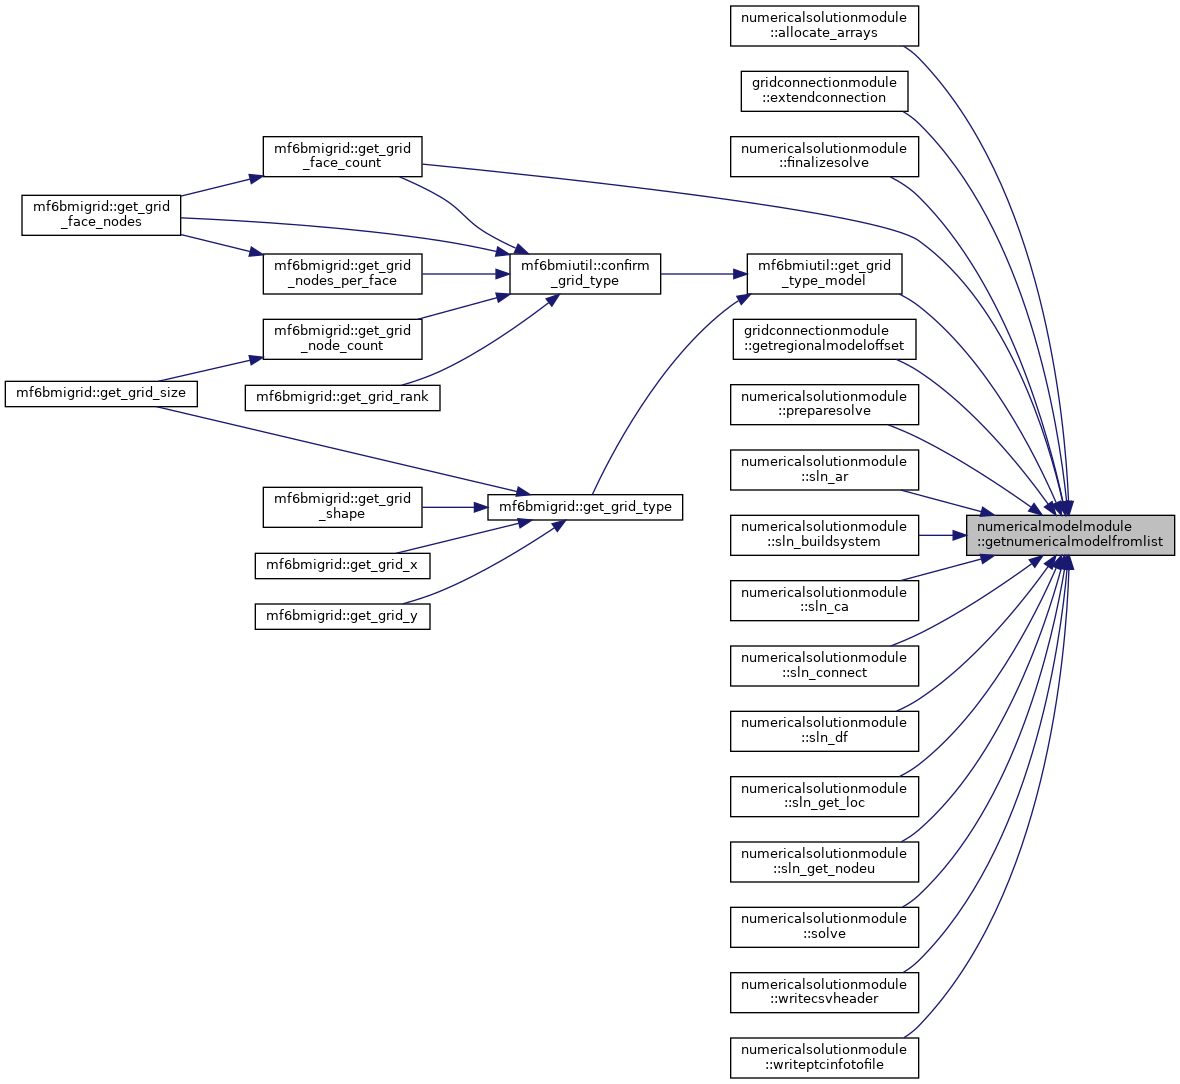 numericalsolutionmodule
::allocate_arrays
gridconnectionmodule
::extendconnection
numericalsolutionmodule
::finalizesolve
mf6bmigrid::get_grid
_face_count
mf6bmigrid::get_grid
_face_nodes
mf6bmigrid::get_grid
_nodes_per_face
mf6bmiutil::confirm
_grid_type
mf6bmiutil::get_grid
_type_model
mf6bmigrid::get_grid
_node_count
gridconnectionmodule
::getregionalmodeloffset
mf6bmigrid::get_grid_size
mf6bmigrid::get_grid_rank
numericalsolutionmodule
::preparesolve
numericalsolutionmodule
::sln_ar
mf6bmigrid::get_grid
_shape
mf6bmigrid::get_grid_type
numericalsolutionmodule
::sln_buildsystem
numericalmodelmodule
::getnumericalmodelfromlist
mf6bmigrid::get_grid_x
numericalsolutionmodule
::sln_ca
mf6bmigrid::get_grid_y
numericalsolutionmodule
::sln_connect
numericalsolutionmodule
::sln_df
numericalsolutionmodule
::sln_get_loc
numericalsolutionmodule
::sln_get_nodeu
numericalsolutionmodule
::solve
numericalsolutionmodule
::writecsvheader
numericalsolutionmodule
::writeptcinfotofile